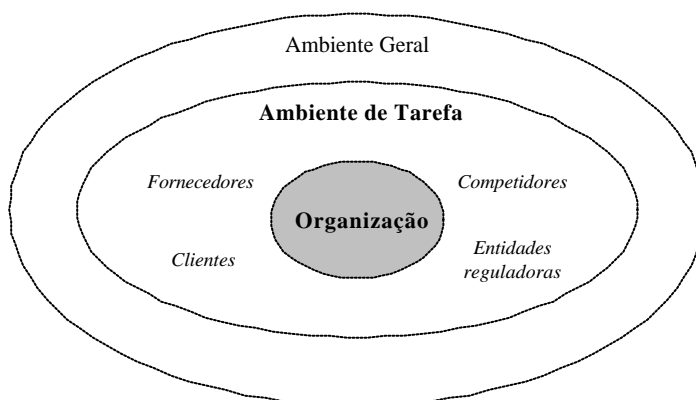 Ambiente Geral
Ambiente de Tarefa
Fornecedores
Competidores
Organização
Clientes
Entidades
reguladoras